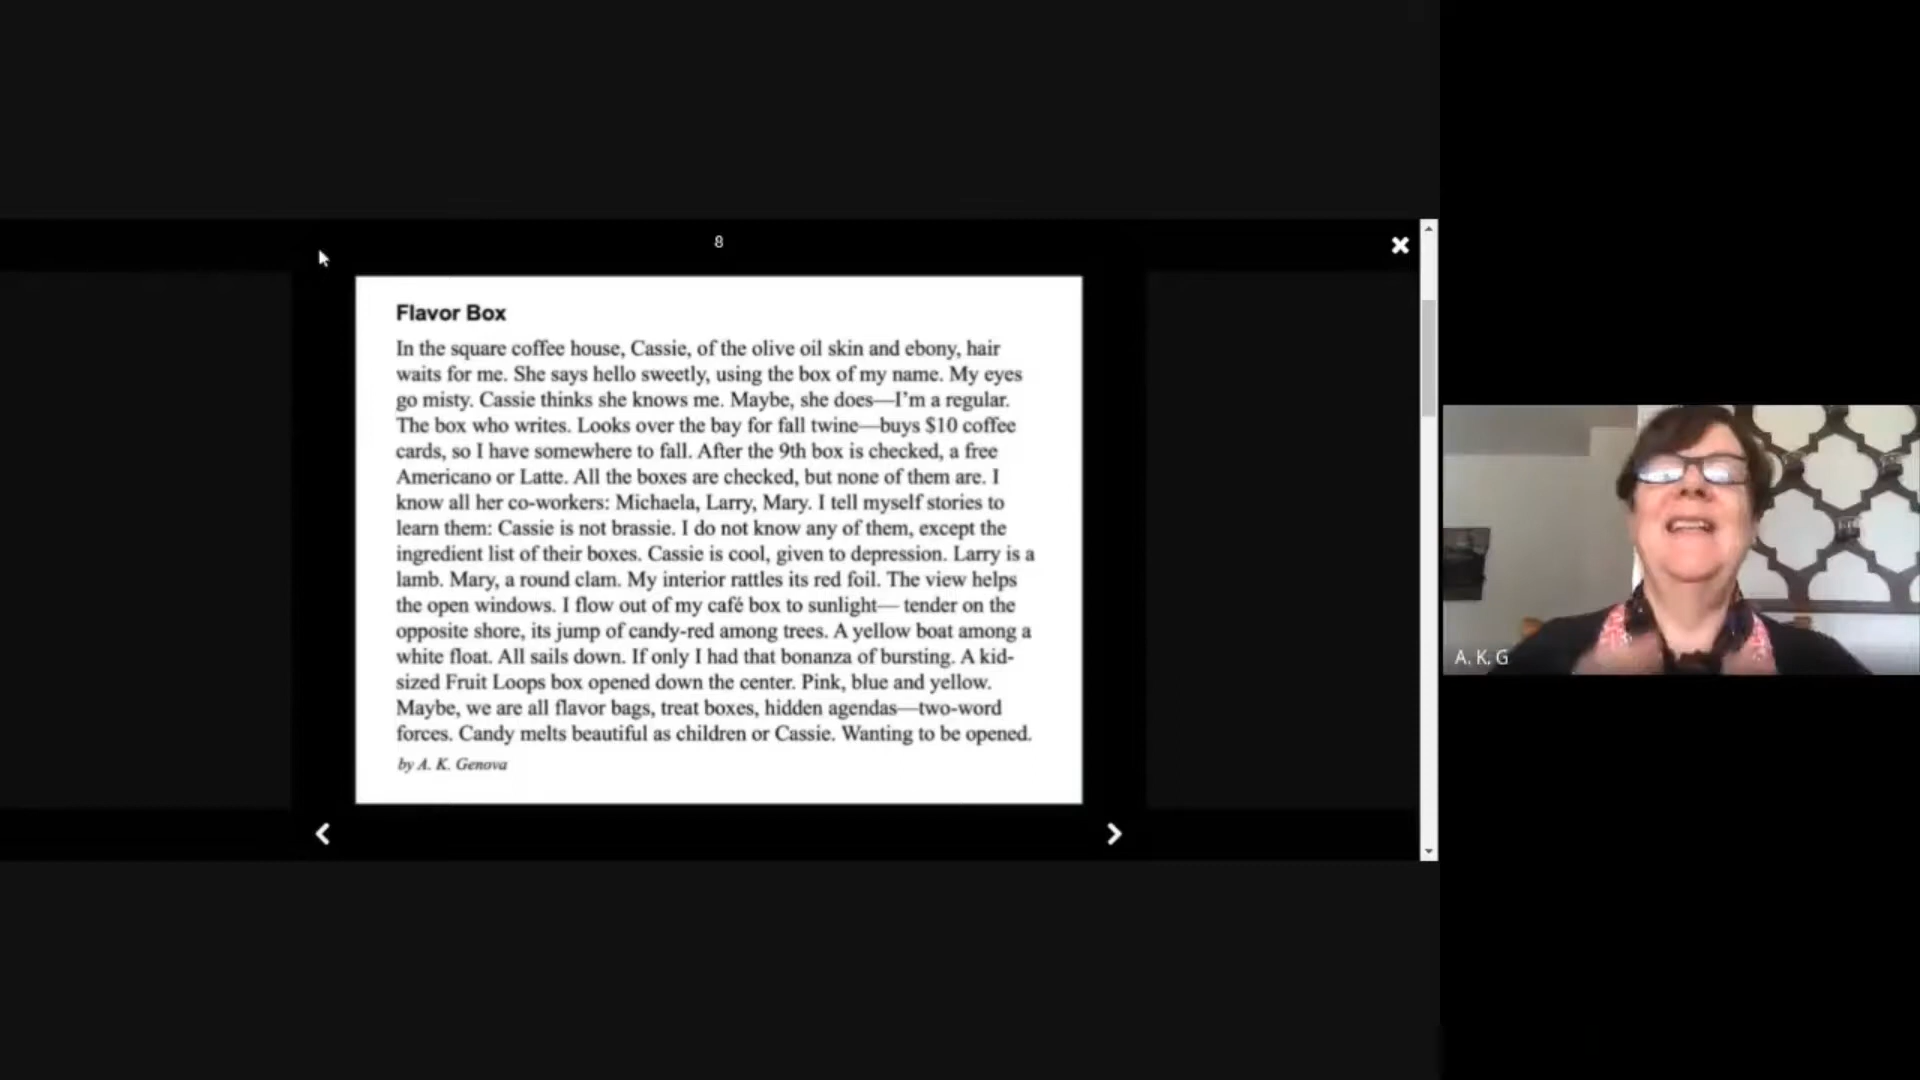 8
Flavor Box
In the square coffee house, Cassie, of the olive oil skin and ebony, hair
waits for me. She says hello sweetly, using the box of my name. My eyes
go misty. Cassie thinks she knows me. Maybe, she does—I'm a regular.
The box who writes. Looks over the bay for fall twine—buys $10 coffee
cards, so I have somewhere to fall. After the 9th box is checked, a free
Americano or Latte. All the boxes are checked, but none of them are. I
know all her co-workers: Michaela, Larry, Mary. I tell myself stories to
learn them: Cassie is not brassie. I do not know any of them, except the
ingredient list of their boxes. Cassie is cool, given to depression. Larry is a
lamb. Mary, a round clam. My interior rattles its red foil. The view helps
the open windows. I flow out of my café box to sunlight— tender on the
opposite shore, its jump of candy-red among trees. A yellow boat among a
white float. All sails down. If only I had that bonanza of bursting. A kid-
sized Fruit Loops box opened down the center. Pink, blue and yellow.
Maybe, we are all flavor bags, treat boxes, hidden agendas—two-word
forces. Candy melts beautiful as children or Cassie. Wanting to be opened.
by A. K. Genova
A. K. G